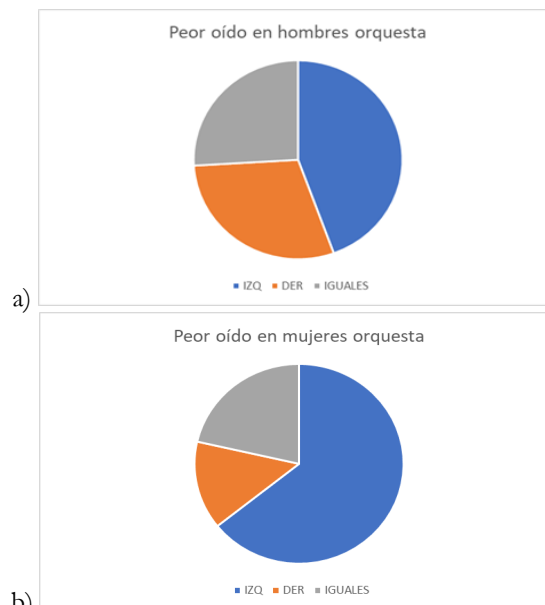 Peor oído en hombres orquesta
IZQ DER IGUALES
a)
Peor oído en mujeres orquesta
IZQ DER IGUALES
b)